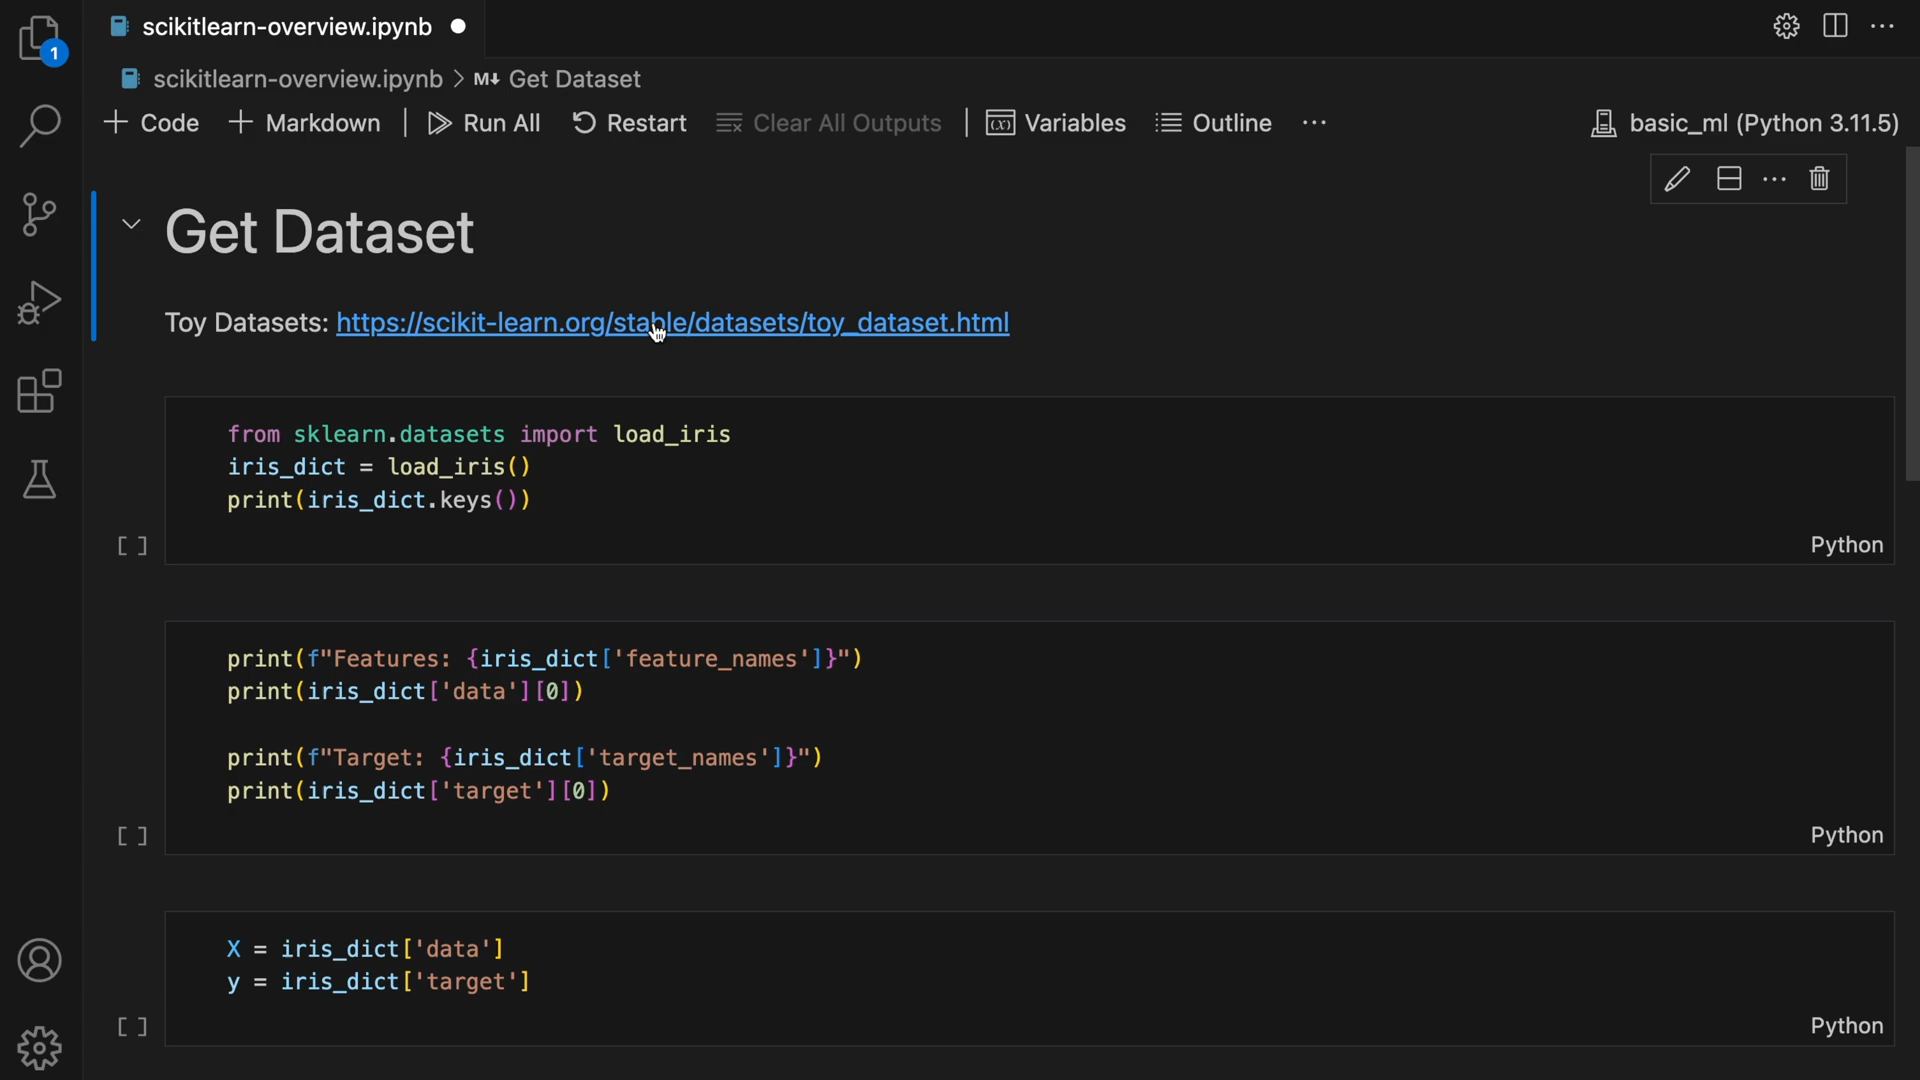 scikitlearn-overview.ipynb
1
scikitlearn-overview.ipynb > M↓ Get Dataset
+ Code + Markdown | Run All Restart Clear All Outputs | (x) Variables Outline ··· basic_ml (Python 3.11.5)
Get Dataset
Toy Datasets: https://scikit-learn.org/stable/datasets/toy_dataset.html
from sklearn.datasets import load_iris
iris_dict = load_iris()
print(iris_dict.keys())
[ ] Python
print(f"Features: {iris_dict['feature_names']}")
print(iris_dict['data'][0])
print(f"Target: {iris_dict['target_names']}")
print(iris_dict['target'][0])
[ ] Python
X = iris_dict['data']
y = iris_dict['target']
[ ] Python